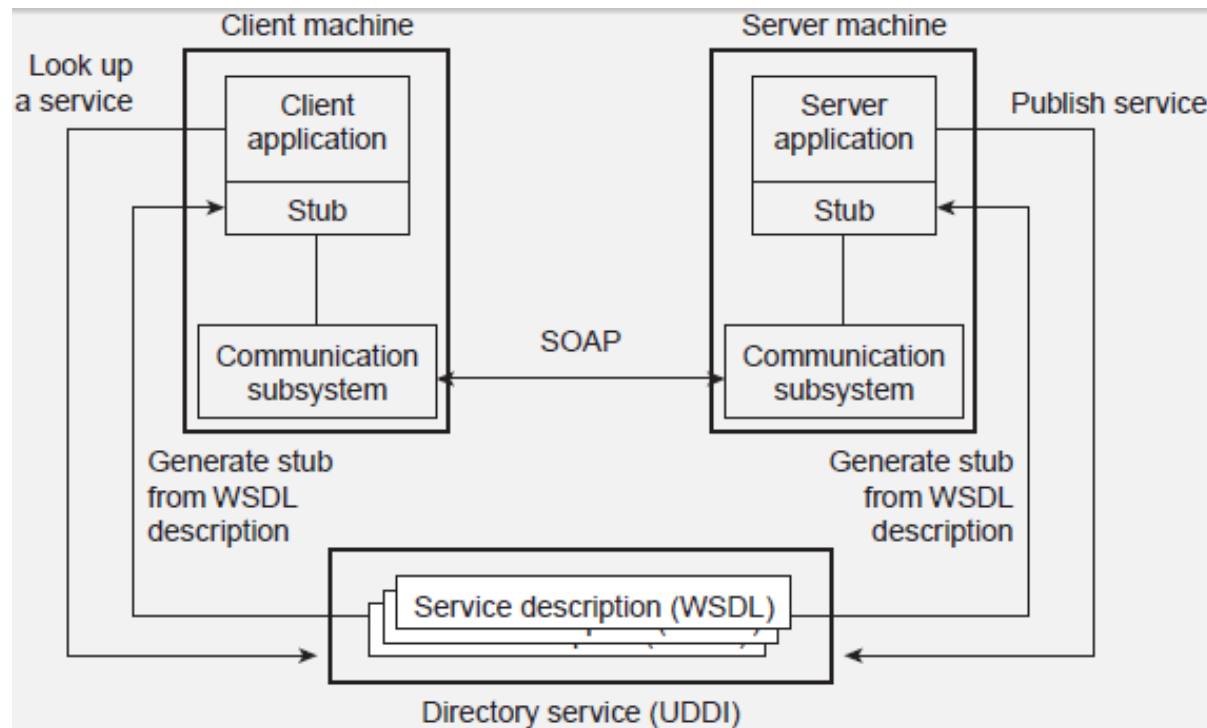 Client machine
Server machine
Look up
a service
Client
application
Server
application
Publish service
Stub
Stub
SOAP
Communication
subsystem
Communication
subsystem
Generate stub
from WSDL
description
Generate stub
from WSDL
description
Service description (WSDL)
Directory service (UDDI)